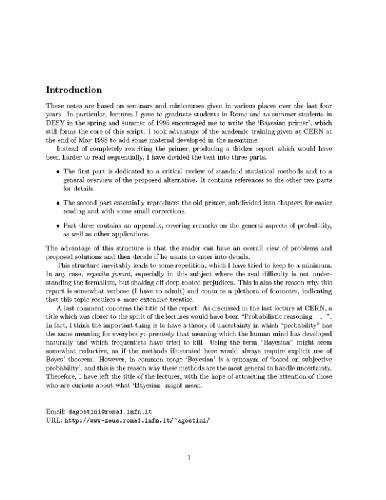 Introduction
These notes are based on seminars and minicourses given in various places over the last four
years. In particular, lectures I gave to graduate students in Rome and to summer students in
DESY in the spring and summer of 1995 encouraged me to write the 'Bayesian primer', which
still forms the core of this script. I took advantage of the academic training given at CERN at
the end of May 1998 to add some material developed in the meantime.
Instead of completely rewriting the primer, producing a thicker report which would have
been harder to read sequentially, I have divided the text into three parts.
• The first part is dedicated to a critical review of standard statistical methods and to a
general overview of the proposed alternative. It contains references to the other two parts
for details.
• The second part essentially reproduces the old primer, subdivided into chapters for easier
reading and with some small corrections.
• Part three contains an appendix, covering remarks on the general aspects of probability,
as well as other applications.
The advantage of this structure is that the reader can have an overall view of problems and
proposed solutions and then decide if he wants to enter into details.
This structure inevitably leads to some repetition, which I have tried to keep to a minimum.
In any case, repetita juvant, especially in this subject where the real difficulty is not under-
standing the formalism, but shaking off deep-rooted prejudices. This is also the reason why this
report is somewhat verbose (I have to admit) and contains a plethora of footnotes, indicating
that this topic requires a more extensive treatise.
A last comment concerns the title of the report. As discussed in the last lecture at CERN, a
title which was closer to the spirit of the lectures would have been "Probabilistic reasoning . . . ".
In fact, I think the important thing is to have a theory of uncertainty in which "probability" has
the same meaning for everybody: precisely that meaning which the human mind has developed
naturally and which frequentists have tried to kill. Using the term "Bayesian" might seem
somewhat reductive, as if the methods illustrated here would always require explicit use of
Bayes' theorem. However, in common usage 'Bayesian' is a synonym of 'based on subjective
probability', and this is the reason why these methods are the most general to handle uncertainty.
Therefore, I have left the title of the lectures, with the hope of attracting the attention of those
who are curious about what 'Bayesian' might mean.
Email: dagostini@roma1.infn.it
URL: http://www-zeus.roma1.infn.it/~agostini/
1